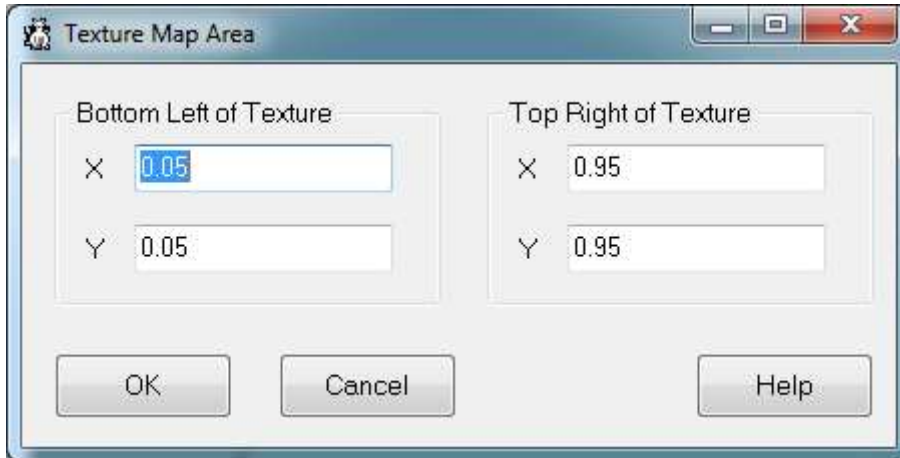 Texture Map Area
Bottom Left of Texture
X 0.05
Y 0.05
Top Right of Texture
X 0.95
Y 0.95
OK
Cancel
Help